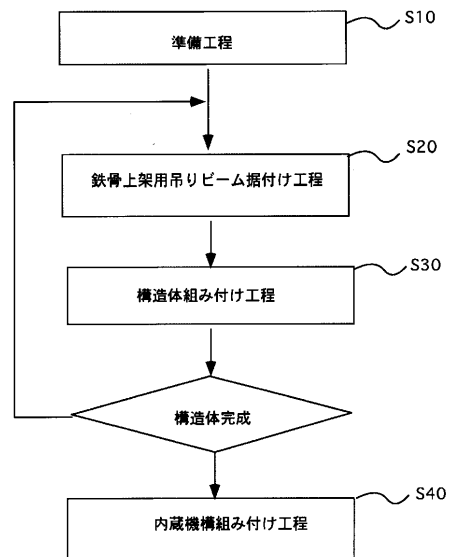 S10
準備工程
S20
鉄骨上架用吊りビーム据付け工程
S30
構造体組み付け工程
構造体完成
S40
内蔵機構組み付け工程